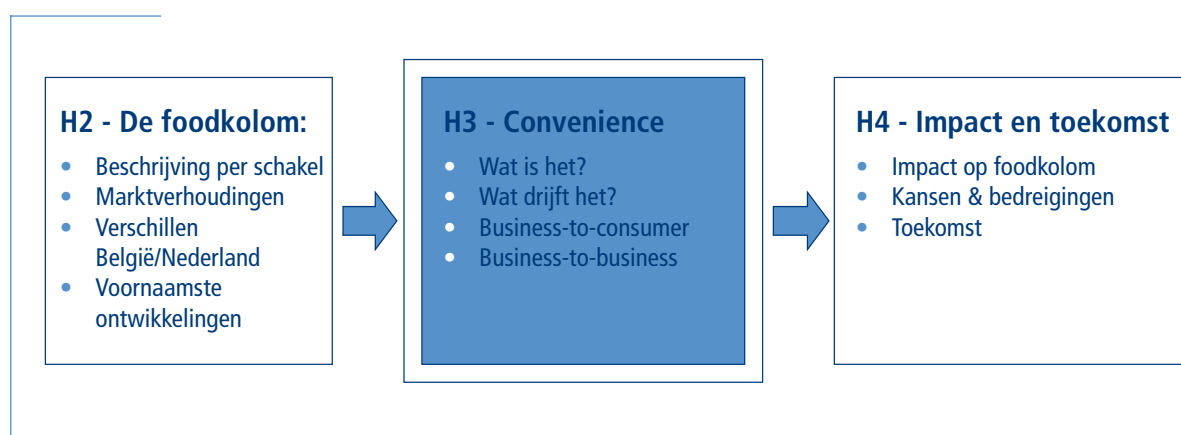 H2 - De foodkolom:
• Beschrijving per schakel
• Marktverhoudingen
• Verschillen
België/Nederland
• Voornaamste
ontwikkelingen
H3 - Convenience
• Wat is het?
• Wat drijft het?
• Business-to-consumer
• Business-to-business
H4 - Impact en toekomst
• Impact op foodkolom
• Kansen & bedreigingen
• Toekomst